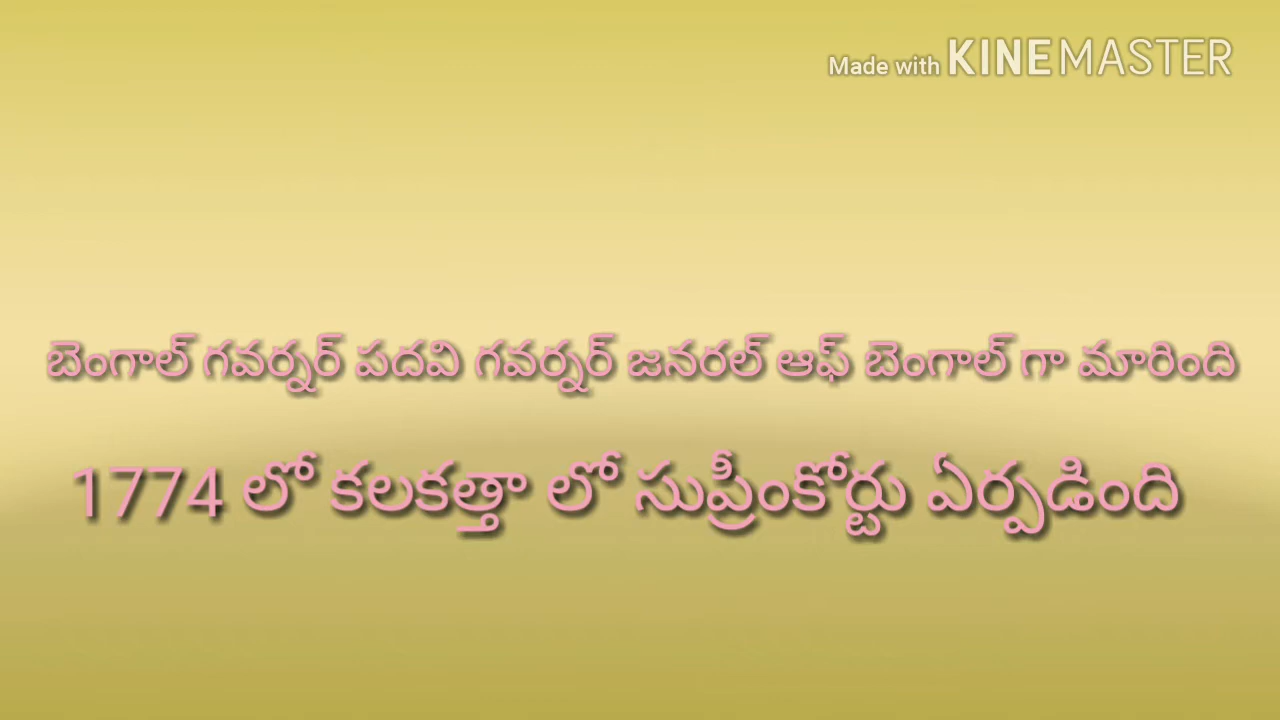 Made with KINEMASTER
బెంగాల్ గవర్నర్ పదవి గవర్నర్ జనరల్ ఆఫ్ బెంగాల్ గా మారింది
1774 లో కలకత్తా లో సుప్రీంకోర్టు ఏర్పడింది